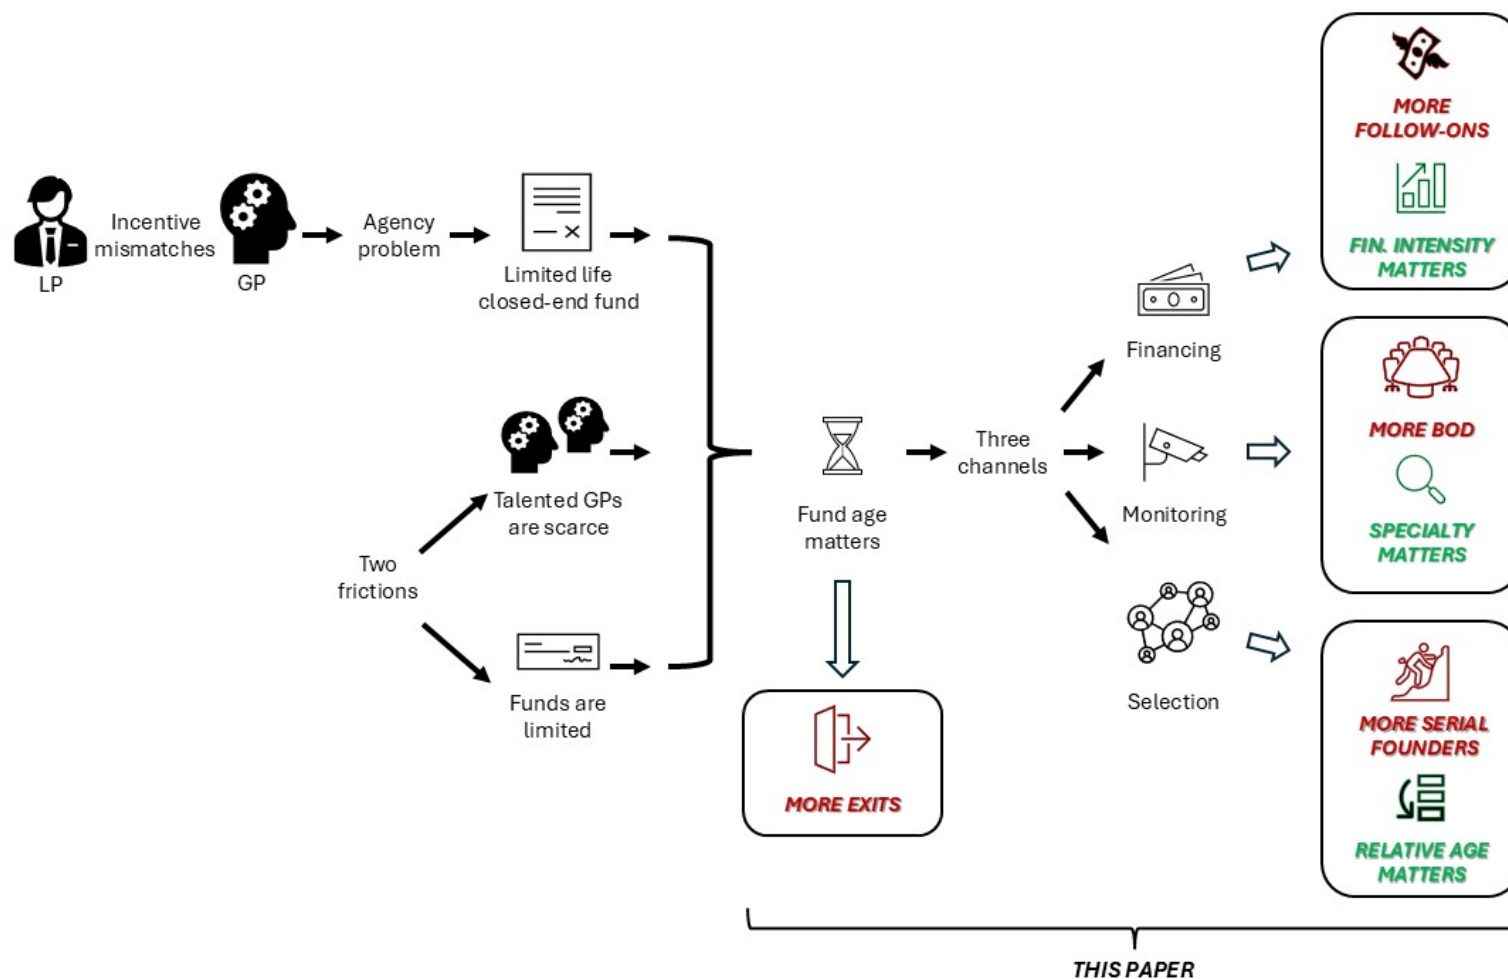 LP
Incentive
mismatches
GP
Agency
problem
Limited life
closed-end fund
Two
frictions
Talented GPs
are scarce
Funds are
limited
Fund age
matters
MORE EXITS
Three
channels
Financing
Monitoring
Selection
MORE
FOLLOW-ONS
FIN. INTENSITY
MATTERS
MORE BOD
SPECIALTY
MATTERS
MORE SERIAL
FOUNDERS
RELATIVE AGE
MATTERS
THIS PAPER